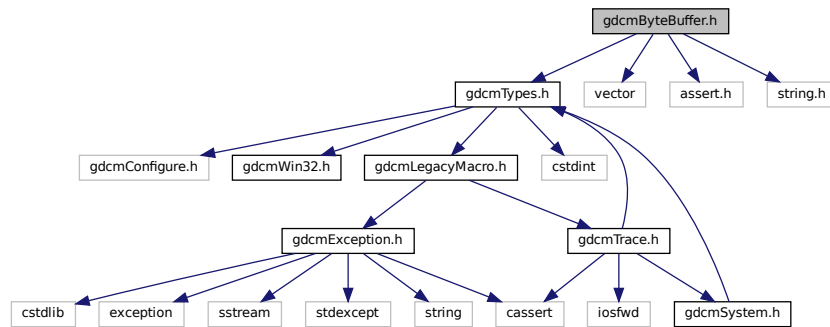 gdcmByteBuffer.h
gdcmTypes.h
vector
assert.h
string.h
gdcmConfigure.h
gdcmWin32.h
gdcmLegacyMacro.h
cstdint
gdcmException.h
gdcmTrace.h
cstdlib
exception
sstream
stdexcept
string
cassert
iosfwd
gdcmSystem.h